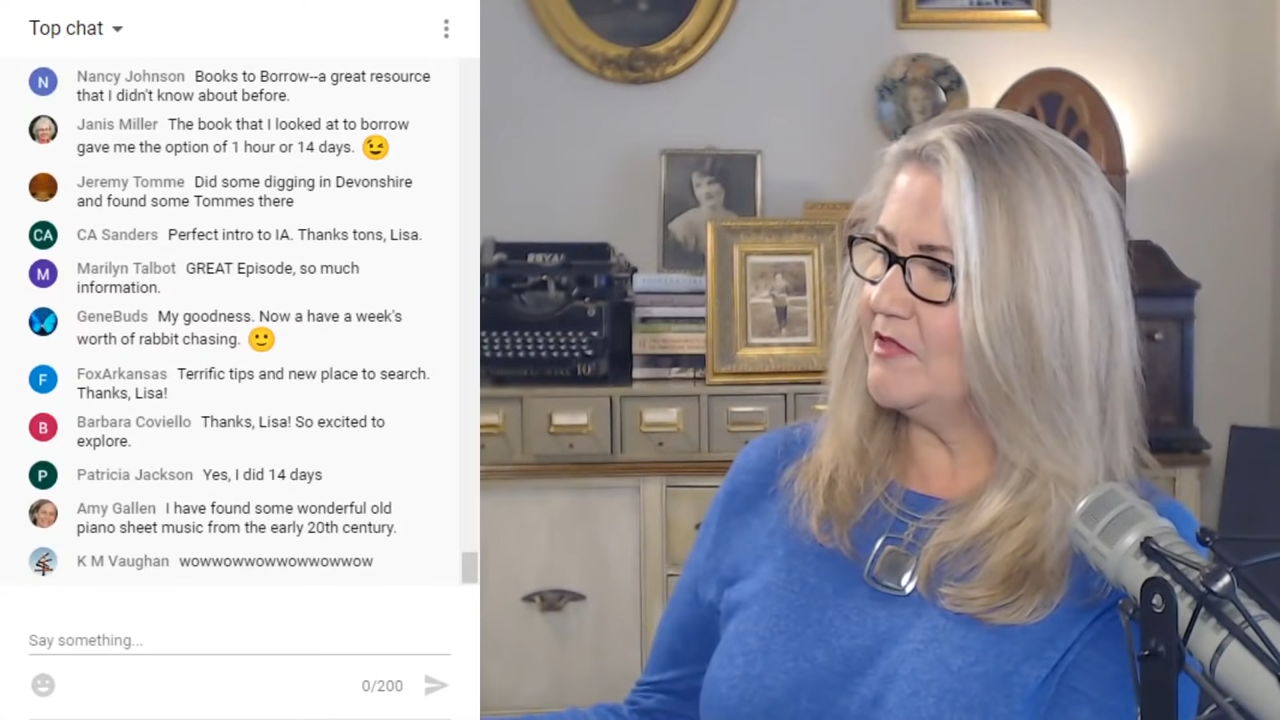 Top chat
Nancy Johnson Books to Borrow--a great resource
that I didn't know about before.
Janis Miller The book that I looked at to borrow
gave me the option of 1 hour or 14 days. 😉
Jeremy Tomme Did some digging in Devonshire
and found some Tommes there
CA Sanders Perfect intro to IA. Thanks tons, Lisa.
Marilyn Talbot GREAT Episode, so much
information.
GeneBuds My goodness. Now a have a week's
worth of rabbit chasing. 🙂
FoxArkansas Terrific tips and new place to search.
Thanks, Lisa!
Barbara Coviello Thanks, Lisa! So excited to
explore.
Patricia Jackson Yes, I did 14 days
Amy Gallen I have found some wonderful old
piano sheet music from the early 20th century.
K M Vaughan wowwowwowwowwowwow
Say something...
0/200
N
CA
M
F
B
P
ROYAL
10